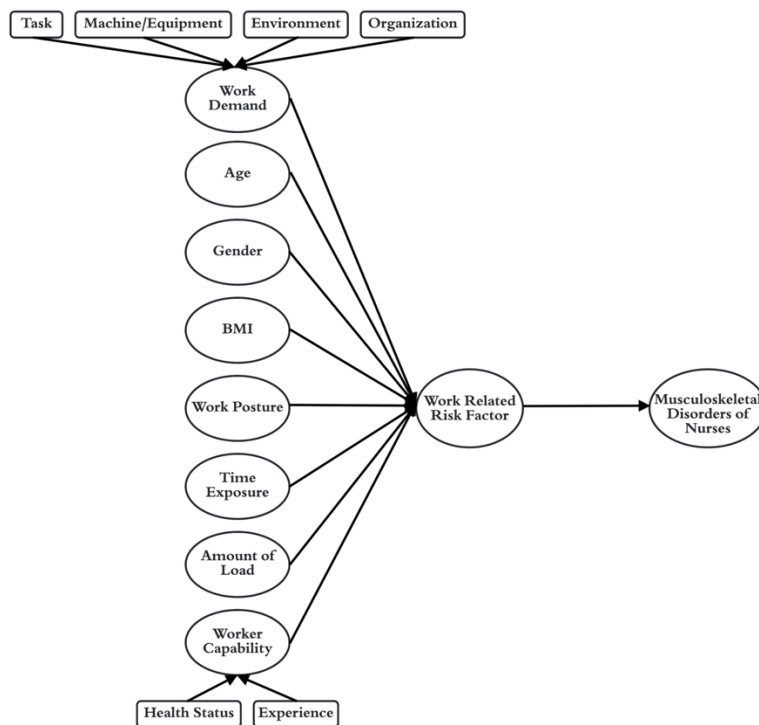 Task
Machine/Equipment
Environment
Organization
Work
Demand
Age
Gender
BMI
Work Posture
Time
Exposure
Amount of
Load
Worker
Capability
Health Status
Experience
Work Related
Risk Factor
Musculoskeletal
Disorders of
Nurses